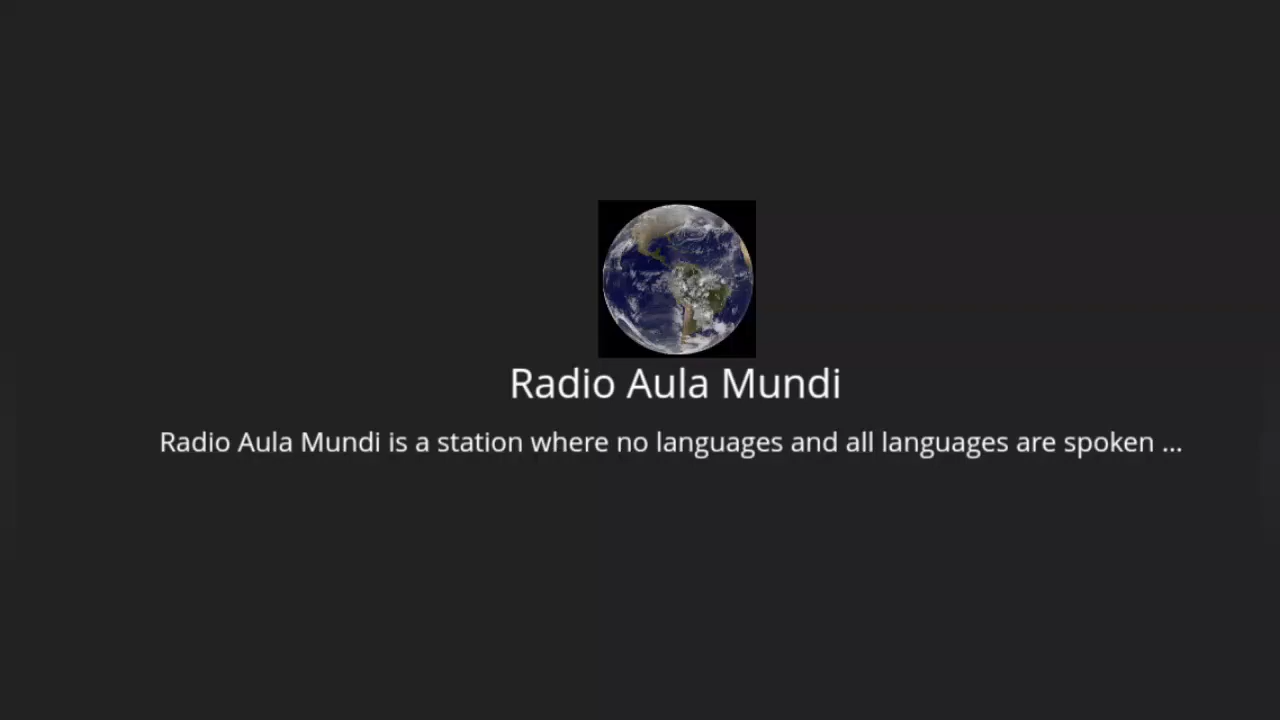 Radio Aula Mundi
Radio Aula Mundi is a station where no languages and all languages are spoken ...